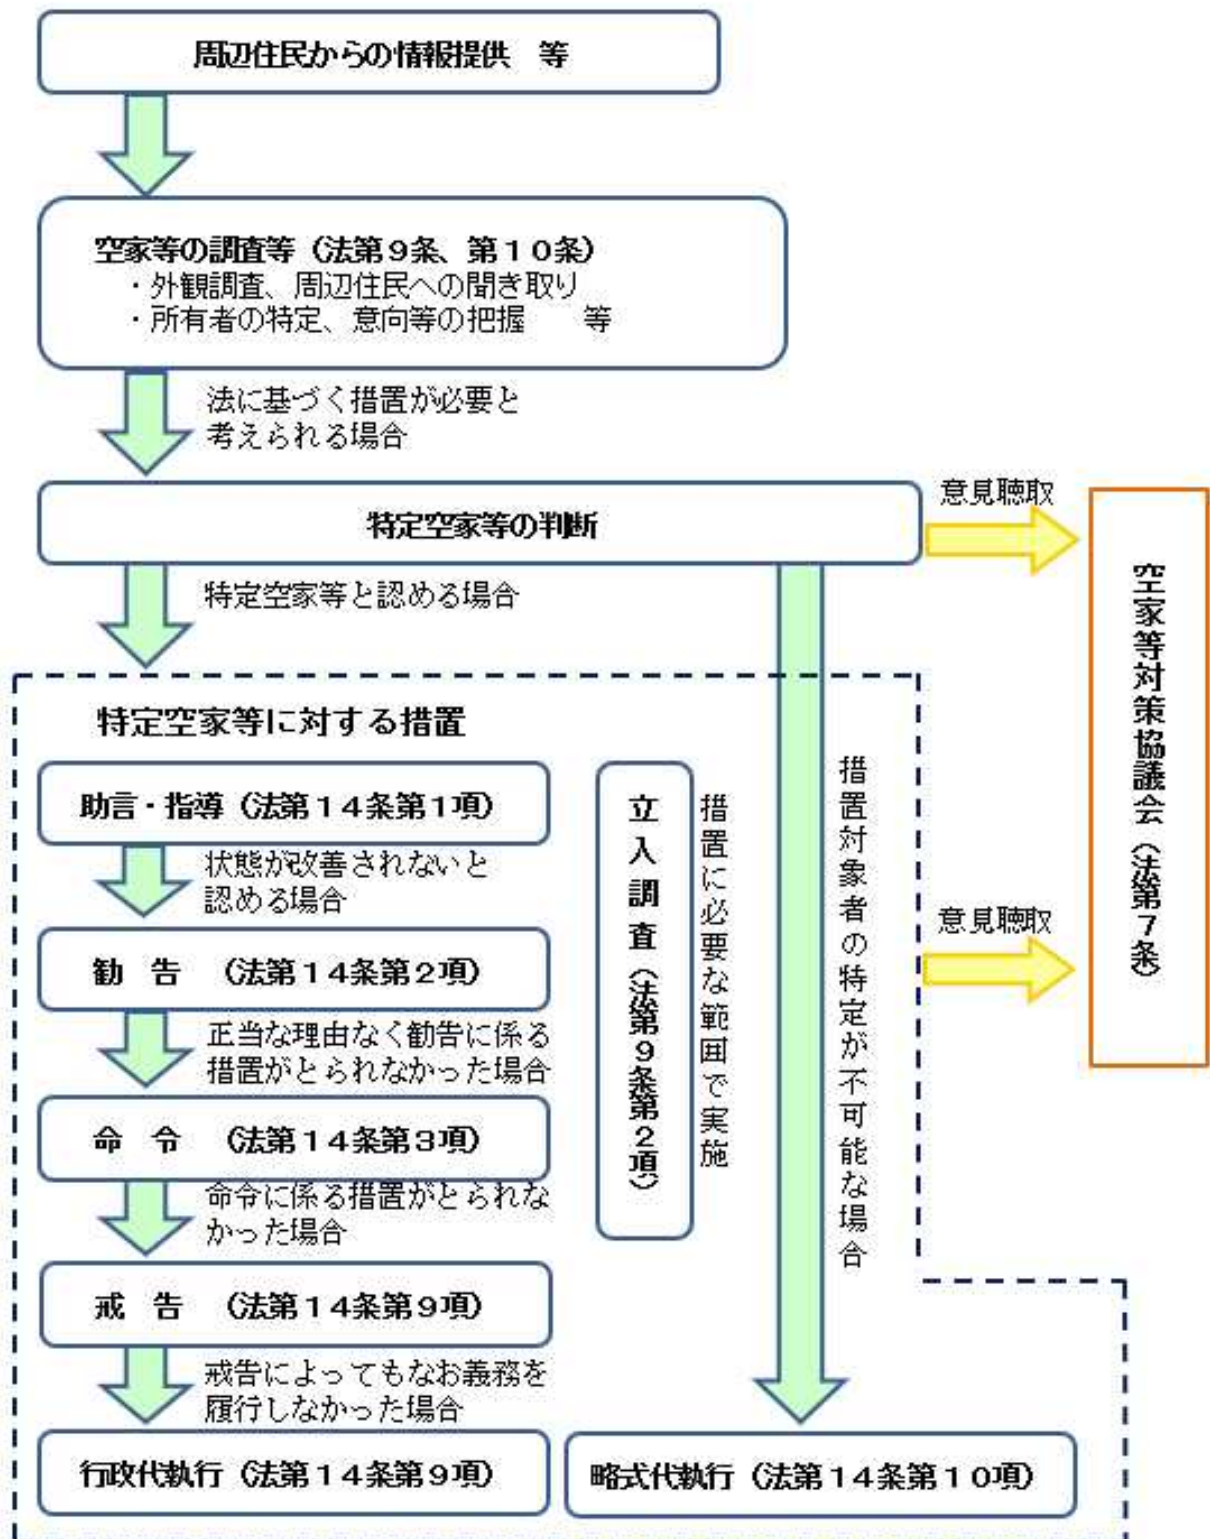 周辺住民からの情報提供　等
空家等の調査等（法第９条、第１０条）
・外観調査、周辺住民への聞き取り
・所有者の特定、意向等の把握　　等
法に基づく措置が必要と
考えられる場合
特定空家等の判断
意見聴取
空家等対策協議会（法第７条）
特定空家等と認める場合
特定空家等に対する措置
助言・指導（法第１４条第１項）
状態が改善されないと
認める場合
勧　告　（法第１４条第２項）
正当な理由なく勧告に係る
措置がとられなかった場合
命　令　（法第１４条第３項）
命令に係る措置がとられな
かった場合
戒　告　（法第１４条第９項）
戒告によってもなお義務を
履行しなかった場合
行政代執行（法第１４条第９項）
立入調査（法第９条第２項）
措置に必要な範囲で実施
措置対象者の特定が不可能な場合
意見聴取
略式代執行（法第１４条第１０項）